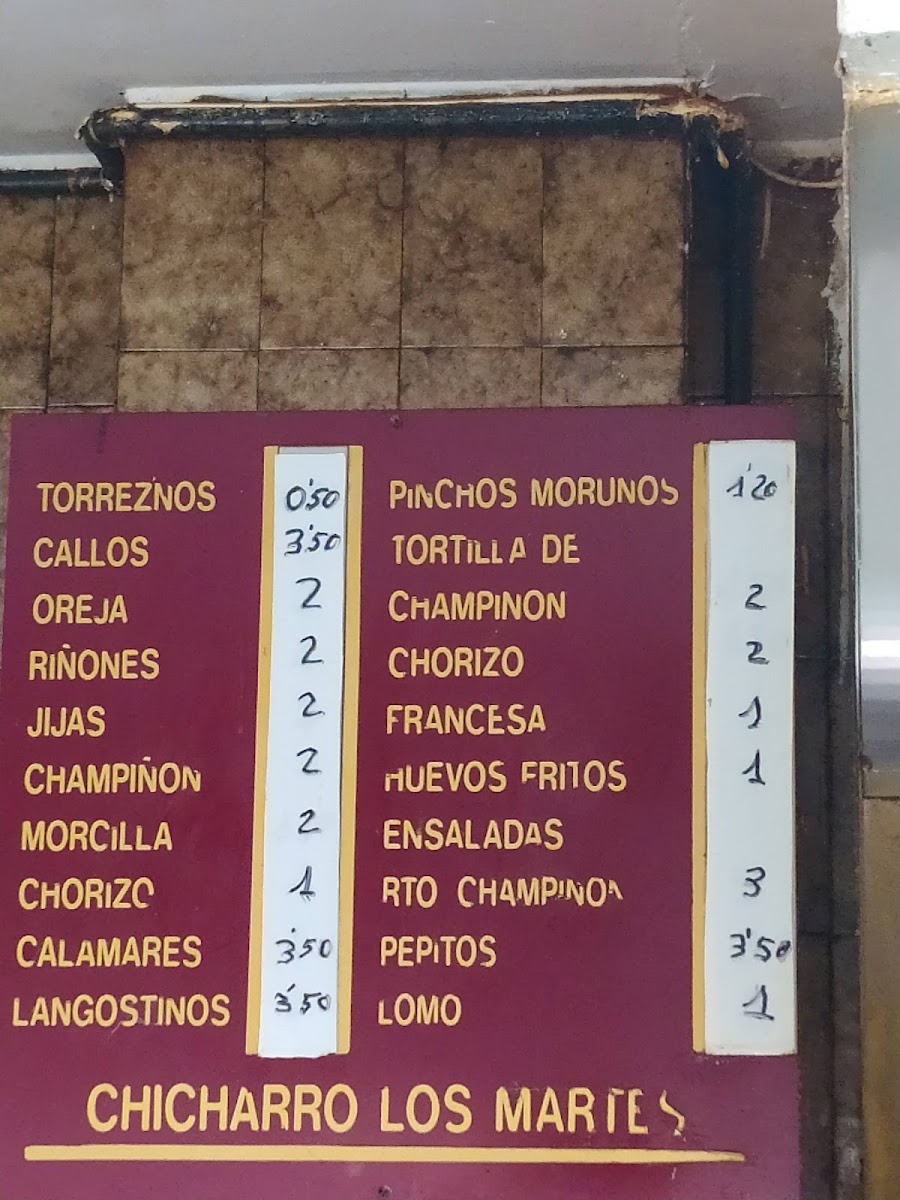 TORREZNOS 0'50
CALLOS 3'50
OREJA 2
RIÑONES 2
JIJAS 2
CHAMPIÑON 2
MORCILLA 2
CHORIZO 1
CALAMARES 3'50
LANGOSTINOS 3'50
PINCHOS MORUNOS 1'20
TORTILLA DE
CHAMPINON 2
CHORIZO 2
FRANCESA 1
HUEVOS FRITOS 1
ENSALADAS
RTO CHAMPINON 3
PEPITOS 3'50
LOMO 1
CHICHARRO LOS MARTES